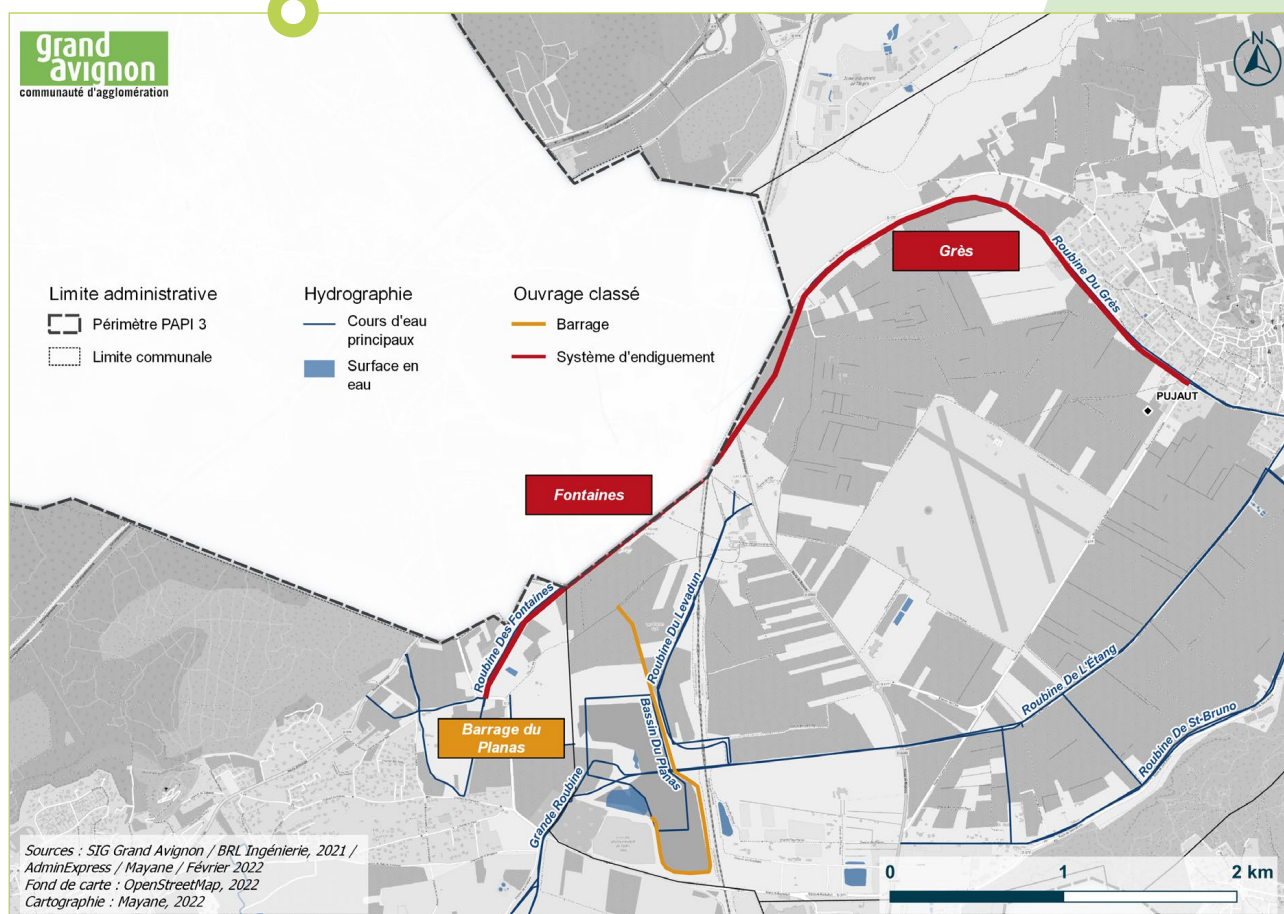 grand
avignon
communauté d'agglomération
N
Limite administrative
Périmètre PAPI 3
Limite communale
Hydrographie
Cours d'eau
principaux
Surface en
eau
Ouvrage classé
Barrage
Système d'endiguement
Grès
Roubine Du Grès
PUJAUT
Fontaines
Roubine Des Fontaines
Roubine Du Levadun
Roubine De L'Étang
Roubine De St-Bruno
Bassin Du Planas
Barrage du
Planas
Grande Roubine
Sources : SIG Grand Avignon / BRL Ingénierie, 2021 /
AdminExpress / Mayane / Février 2022
Fond de carte : OpenStreetMap, 2022
Cartographie : Mayane, 2022
0 1 2 km